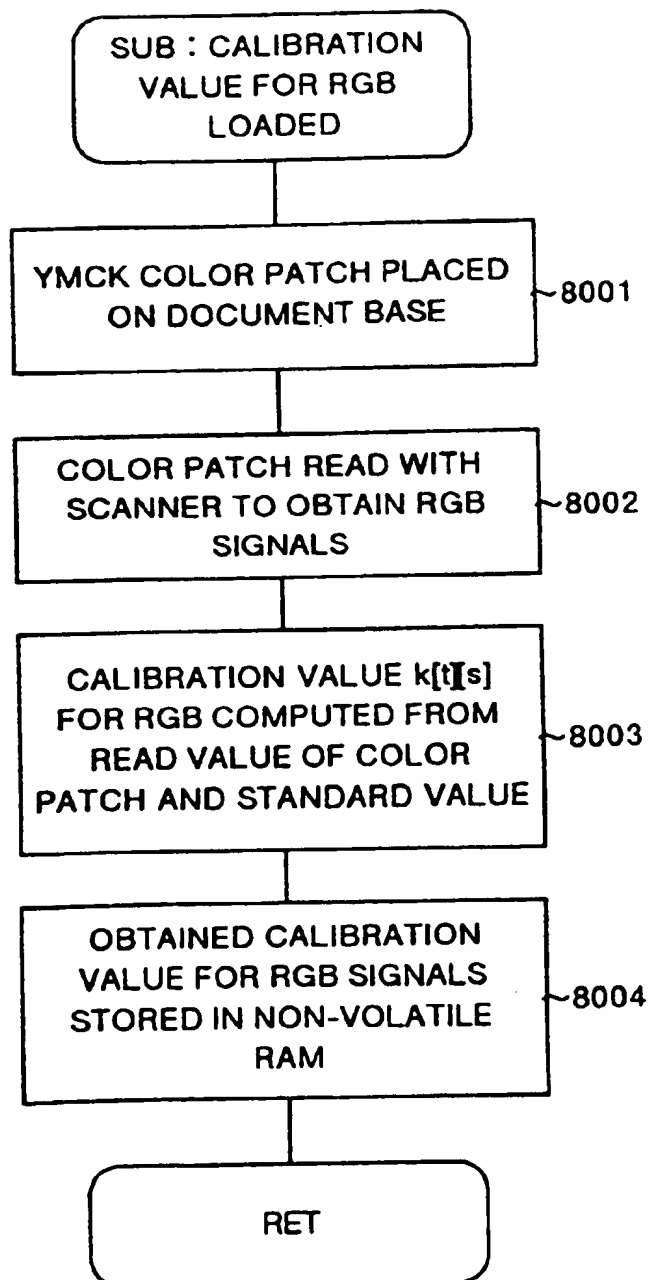 SUB : CALIBRATION
VALUE FOR RGB
LOADED
YMCK COLOR PATCH PLACED
ON DOCUMENT BASE
8001
COLOR PATCH READ WITH
SCANNER TO OBTAIN RGB
SIGNALS
8002
CALIBRATION VALUE k[t][s]
FOR RGB COMPUTED FROM
READ VALUE OF COLOR
PATCH AND STANDARD VALUE
8003
OBTAINED CALIBRATION
VALUE FOR RGB SIGNALS
STORED IN NON-VOLATILE
RAM
8004
RET